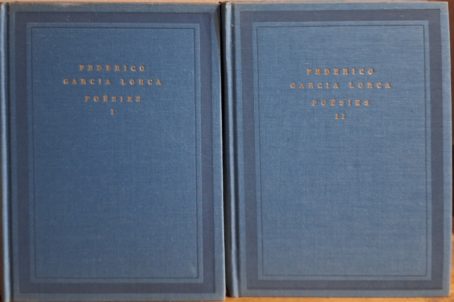 FEDERICO
GARCIA LORCA
POÉSIES
I
FEDERICO
GARCIA LORCA
POÉSIES
II